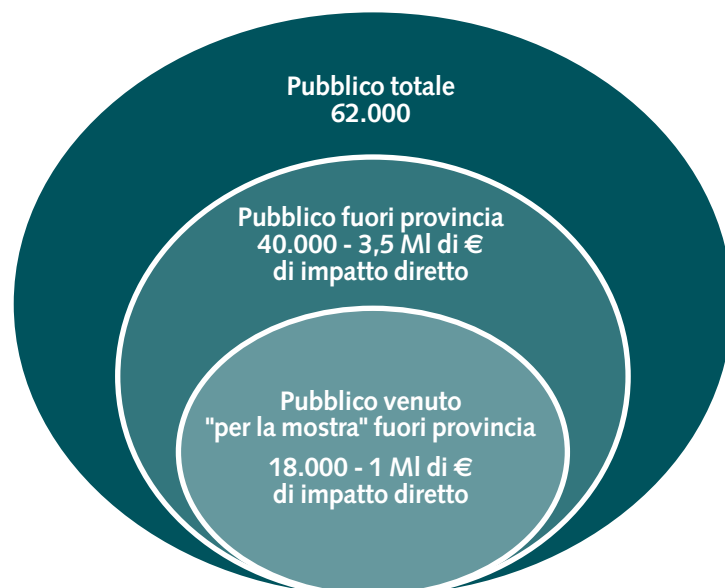 Pubblico totale
62.000
Pubblico fuori provincia
40.000 - 3,5 Ml di €
di impatto diretto
Pubblico venuto
"per la mostra" fuori provincia
18.000 - 1 Ml di €
di impatto diretto